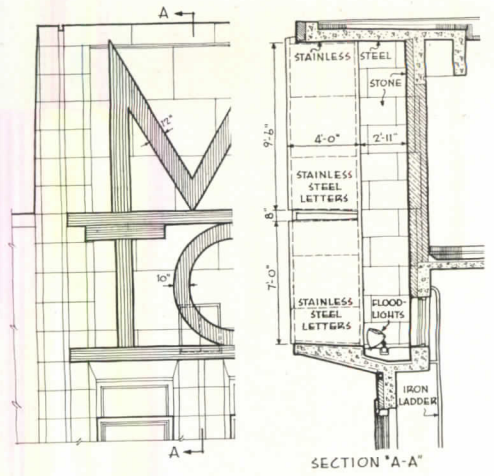 A
12"
10"
A
STAINLESS STEEL
STONE
9'-6"
4'-0" 2'-11"
STAINLESS
STEEL
LETTERS
8"
7'-0"
STAINLESS
STEEL
LETTERS
FLOOD-
LIGHTS
IRON
LADDER
SECTION "A-A"